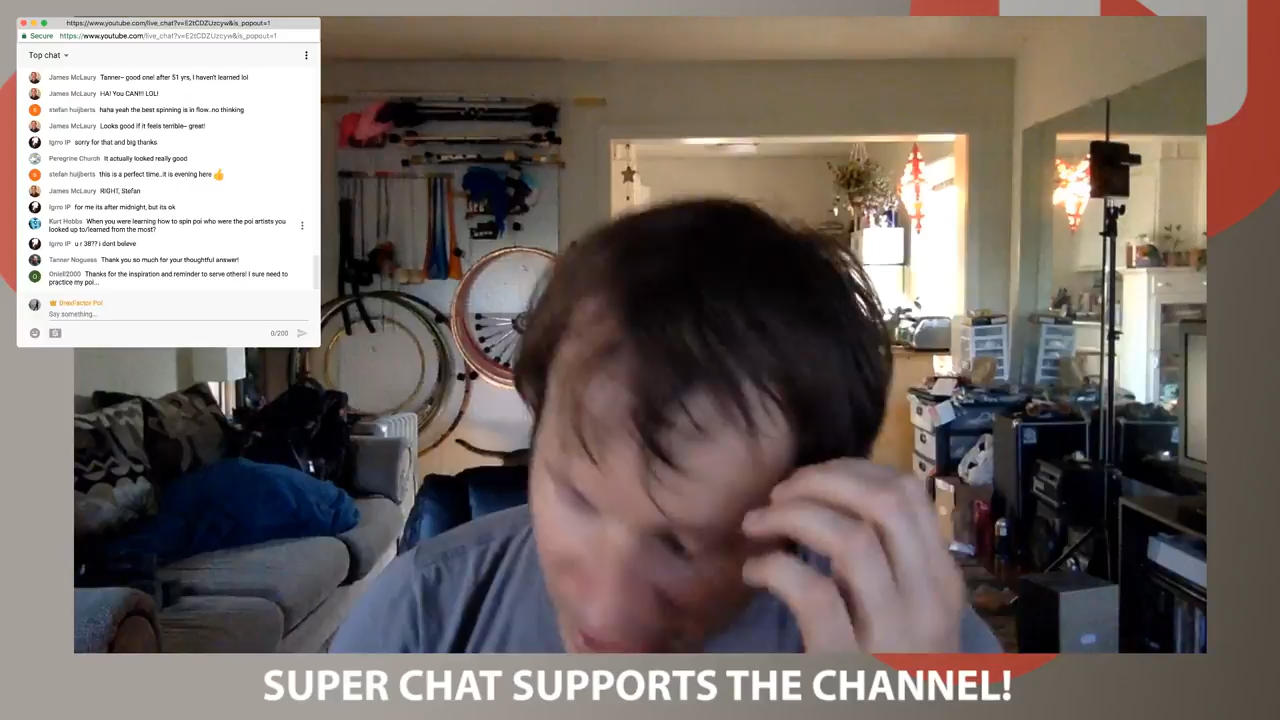 https://www.youtube.com/live_chat?v=E2tCDZUzcyw&is_popout=1
Secure https://www.youtube.com/live_chat?v=E2tCDZUzcyw&is_popout=1
Top chat
James McLaury Tanner– good one! after 51 yrs, I haven't learned lol
James McLaury HA! You CAN!!! LOL!
stefan huijberts haha yeah the best spinning is in flow..no thinking
James McLaury Looks good if it feels terrible– great!
Igrro IP sorry for that and big thanks
Peregrine Church It actually looked really good
stefan huijberts this is a perfect time..it is evening here
James McLaury RIGHT, Stefan
Igrro IP for me its after midnight, but its ok
Kurt Hobbs When you were learning how to spin poi who were the poi artists you
looked up to/learned from the most?
Igrro IP u r 38?? i dont beleve
Tanner Noguess Thank you so much for your thoughtful answer!
Oniell2000 Thanks for the inspiration and reminder to serve others! I sure need to
practice my poi...
DrexFactor Poi
Say something...
0/200
SUPER CHAT SUPPORTS THE CHANNEL!